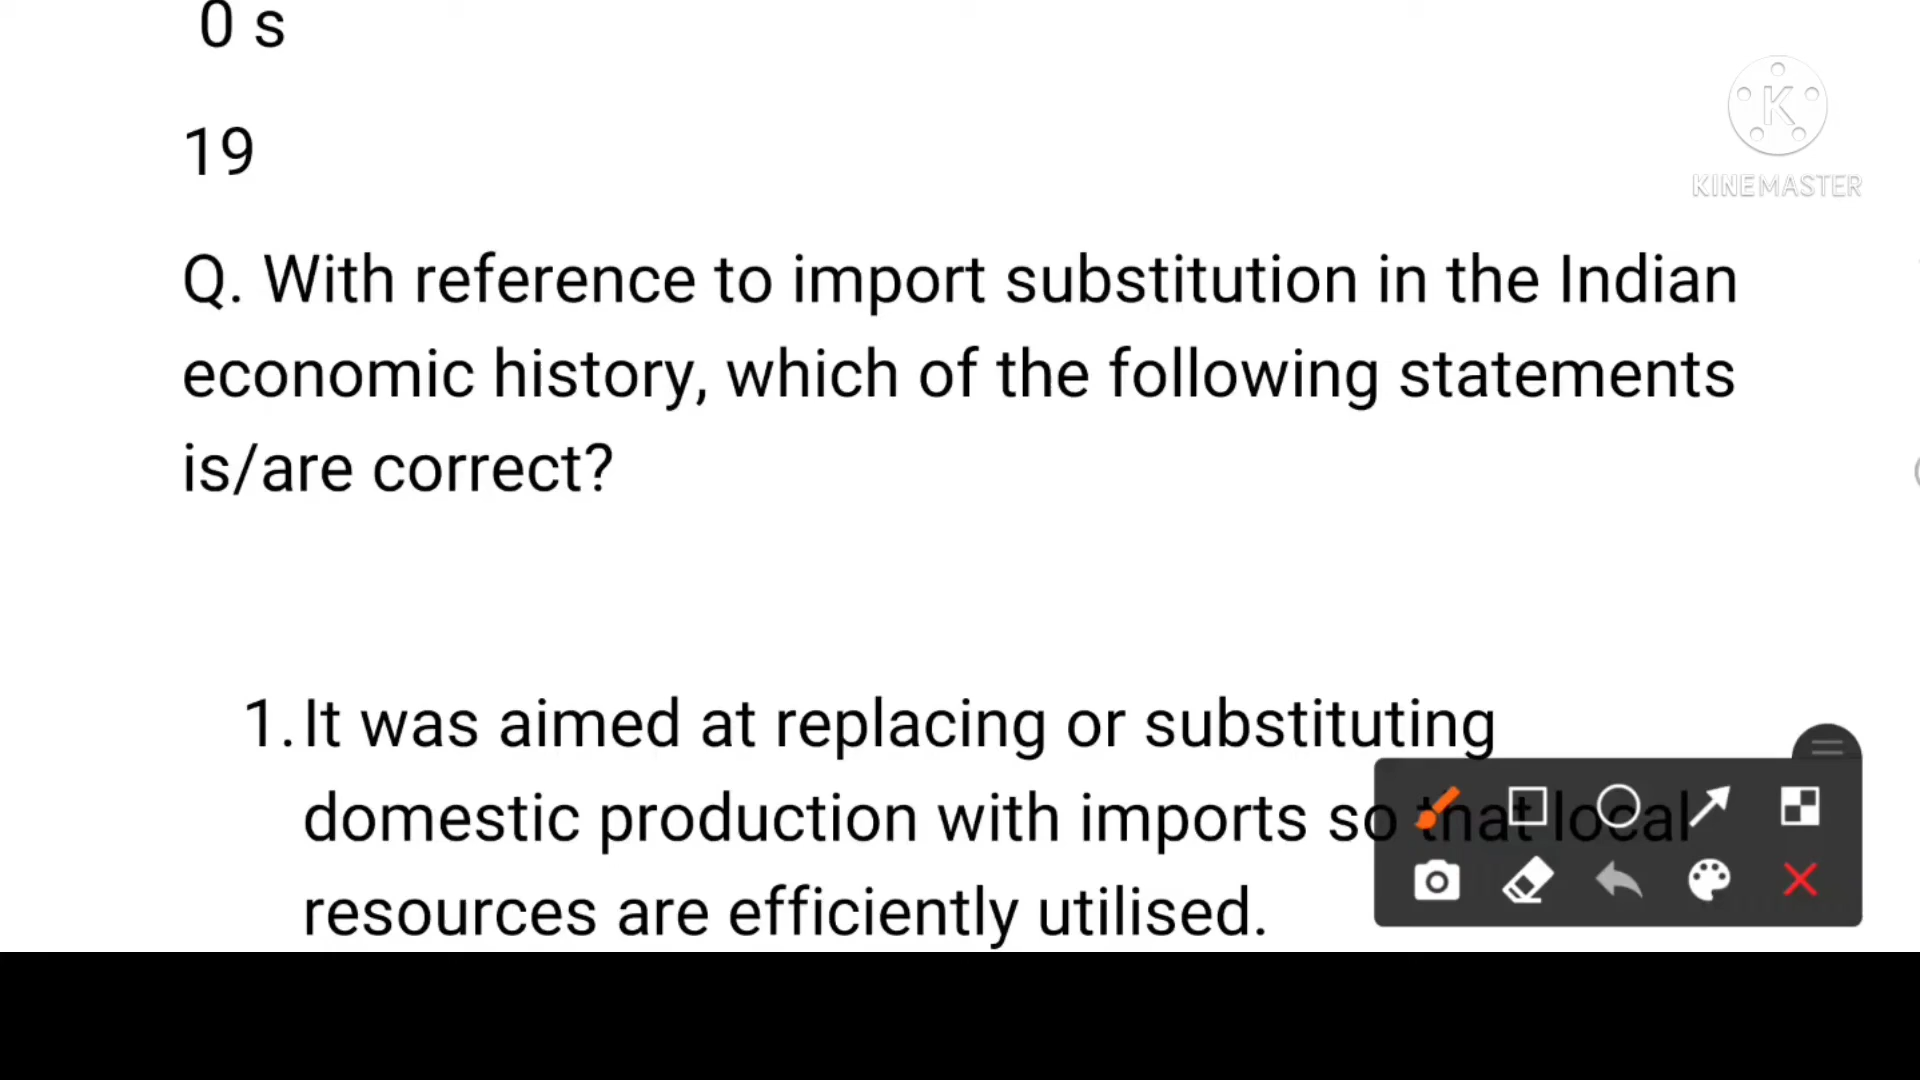 0 s
19
KINEMASTER
Q. With reference to import substitution in the Indian
economic history, which of the following statements
is/are correct?
1. It was aimed at replacing or substituting
domestic production with imports so that local
resources are efficiently utilised.